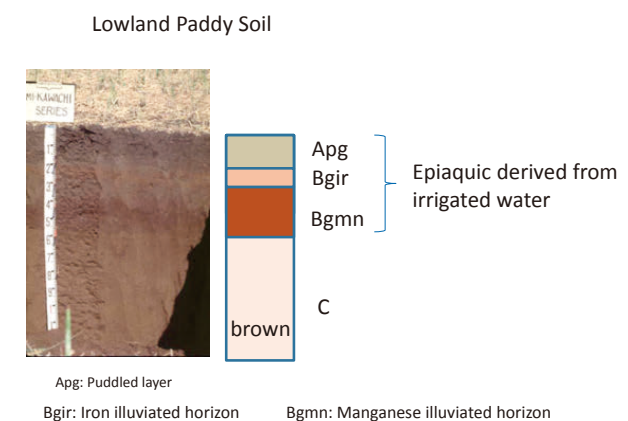 Lowland Paddy Soil
SERIES
Apg
Bgir
Bgmn
Epiaquic derived from
irrigated water
C
brown
Apg: Puddled layer
Bgir: Iron illuviated horizon
Bgmn: Manganese illuviated horizon